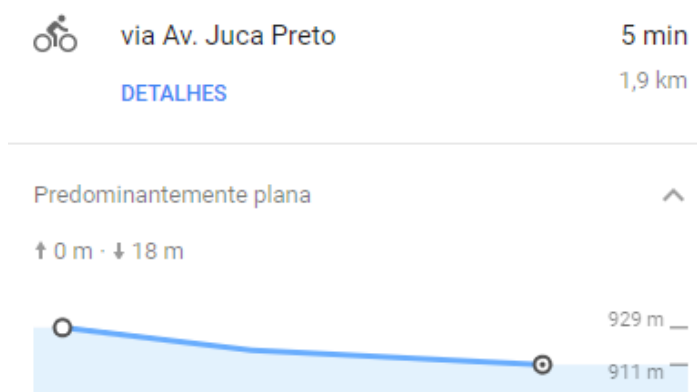 via Av. Juca Preto 5 min
1,9 km
DETALHES
Predominantemente plana
↑ 0 m · ↓ 18 m
929 m
911 m